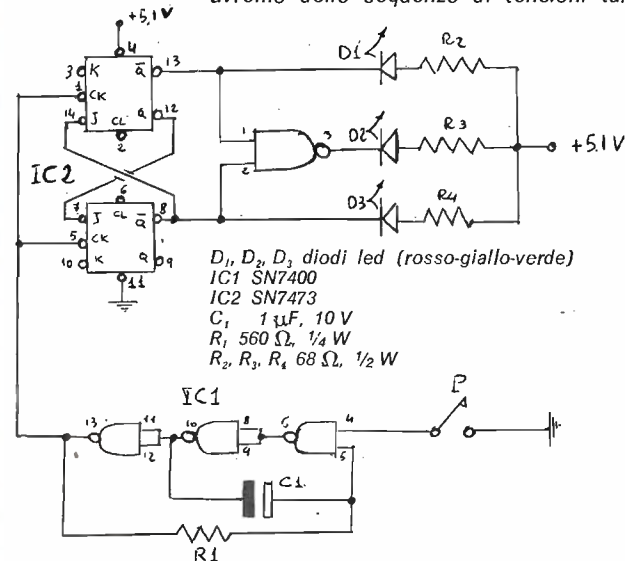 avremo delle sequenze di tensioni
+5,1V
4
3 K Q 13
D1
R2
1 CK
14 J CL Q 12
2
IC2
1
2
3
D2
R3
+5.1V
6
7 J CL Q 8
D3
R4
5 CK
10 K Q 9
11
D1, D2, D3 diodi led (rosso-giallo-verde)
IC1 SN7400
IC2 SN7473
C1 1 µF, 10 V
R1 560 Ω, ¼ W
R2, R3, R4 68 Ω, ½ W
IC1
P
13 11 12
10 8 9
6 4 5
C1
R1